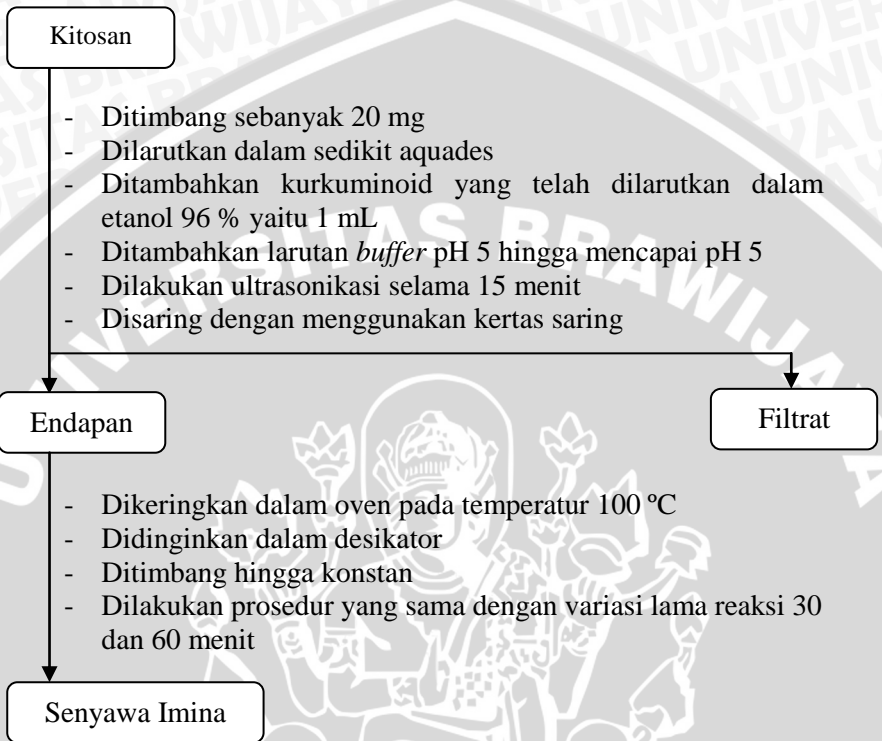 Kitosan
- Ditimbang sebanyak 20 mg
- Dilarutkan dalam sedikit aquades
- Ditambahkan kurkuminoid yang telah dilarutkan dalam
etanol 96 % yaitu 1 mL
- Ditambahkan larutan buffer pH 5 hingga mencapai pH 5
- Dilakukan ultrasonikasi selama 15 menit
- Disaring dengan menggunakan kertas saring
Endapan
Filtrat
- Dikeringkan dalam oven pada temperatur 100 ºC
- Didinginkan dalam desikator
- Ditimbang hingga konstan
- Dilakukan prosedur yang sama dengan variasi lama reaksi 30
dan 60 menit
Senyawa Imina
UNIVERSITAS BRAWIJAYA